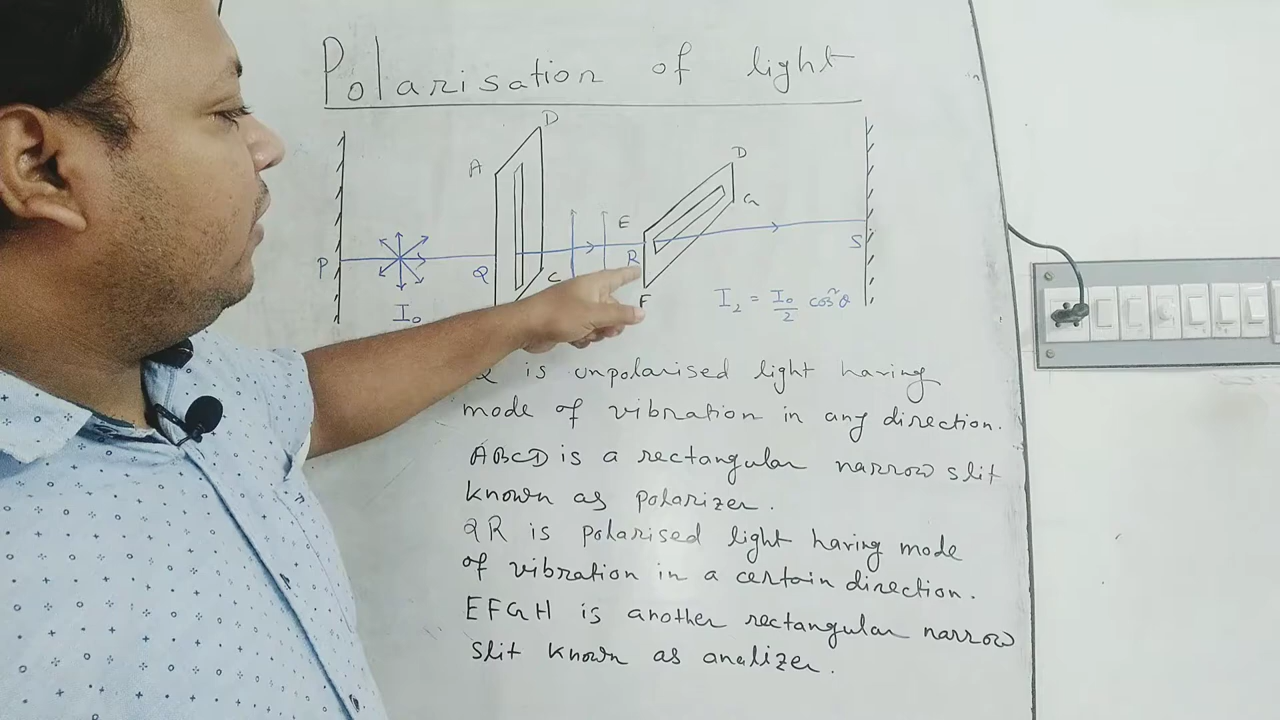 Polarisation of light
D
A
D
E
G
P
Q
C
R
S
F
I₀
I₂ = I₀/2 cos²θ
Q is unpolarised light having
mode of vibration in any direction.
ABCD is a rectangular narrow slit
known as polarizer.
QR is polarised light having mode
of vibration in a certain direction.
EFGH is another rectangular narrow
slit known as analizer.